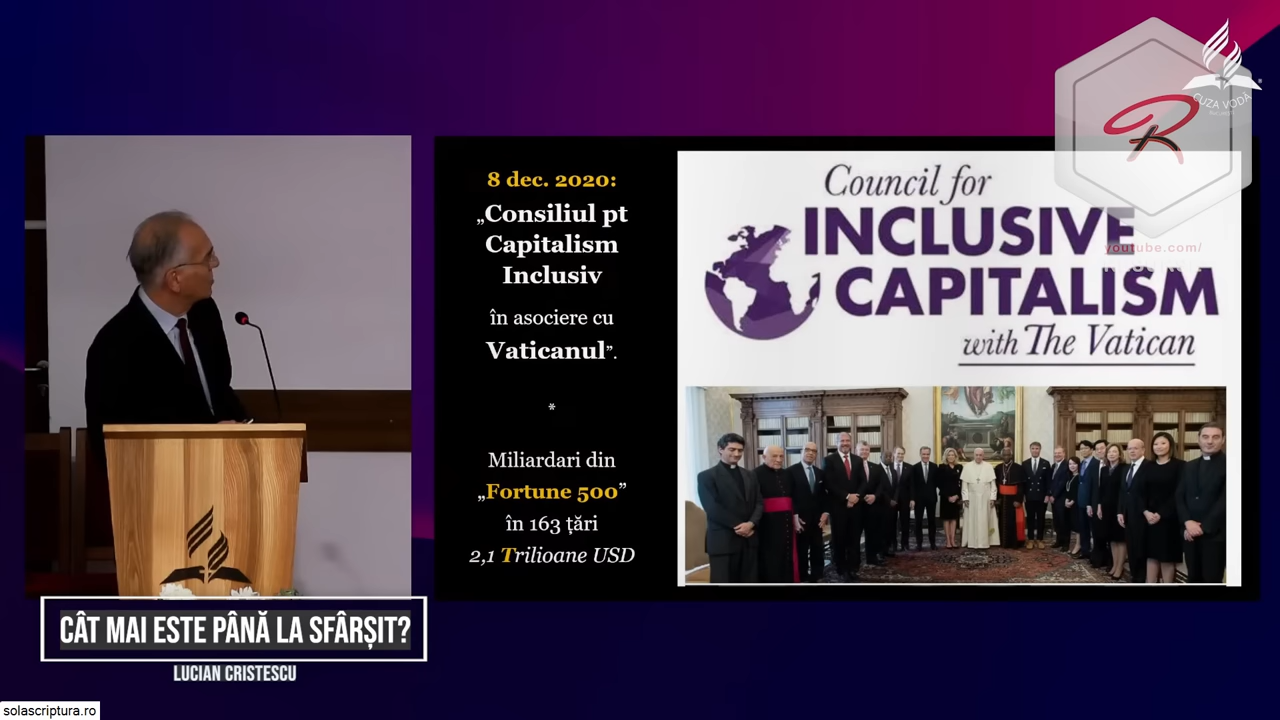 CUZA VODĂ
R
youtube.com/
8 dec. 2020:
„Consiliul pt
Capitalism
Inclusiv
în asociere cu
Vaticanul”.
*
Miliardari din
„Fortune 500”
în 163 țări
2,1 Trilioane USD
Council for
INCLUSIVE
CAPITALISM
with The Vatican
CÂT MAI ESTE PÂNĂ LA SFÂRȘIT?
LUCIAN CRISTESCU
solascriptura.ro